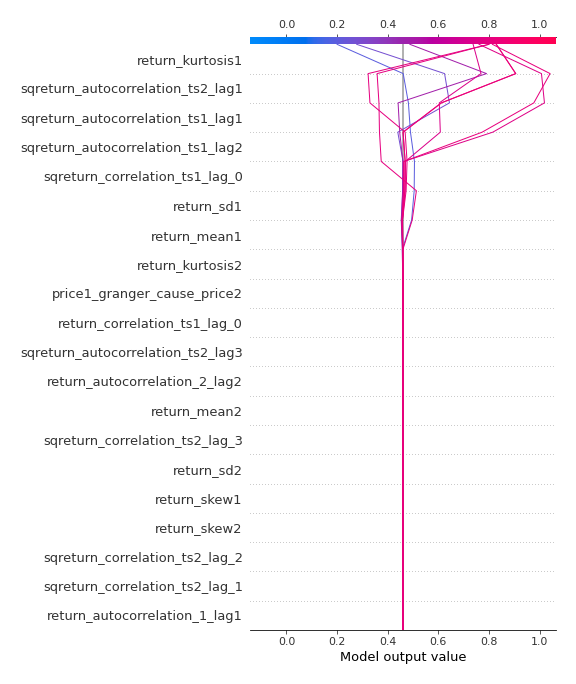 0.0 0.2 0.4 0.6 0.8 1.0
return_kurtosis1
sqreturn_autocorrelation_ts2_lag1
sqreturn_autocorrelation_ts1_lag1
sqreturn_autocorrelation_ts1_lag2
sqreturn_correlation_ts1_lag_0
return_sd1
return_mean1
return_kurtosis2
price1_granger_cause_price2
return_correlation_ts1_lag_0
sqreturn_autocorrelation_ts2_lag3
return_autocorrelation_2_lag2
return_mean2
sqreturn_correlation_ts2_lag_3
return_sd2
return_skew1
return_skew2
sqreturn_correlation_ts2_lag_2
sqreturn_correlation_ts2_lag_1
return_autocorrelation_1_lag1
0.0 0.2 0.4 0.6 0.8 1.0
Model output value